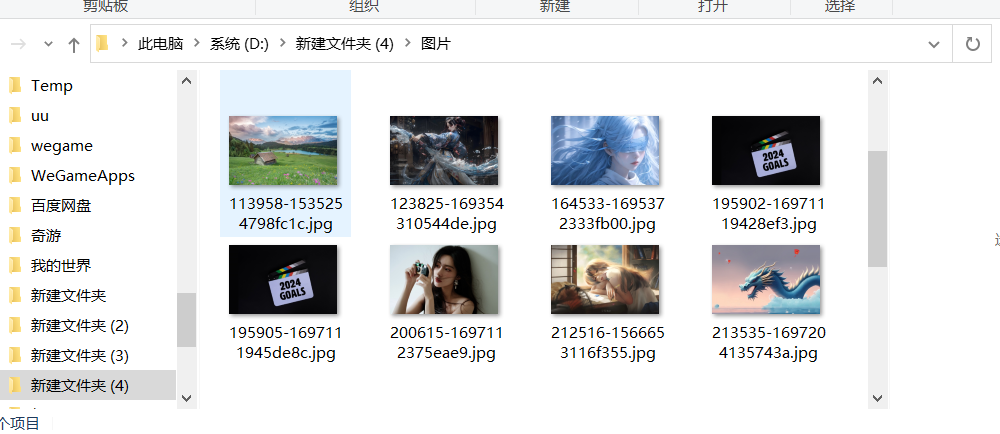 剪贴板 组织 新建 打开 选择
此电脑 系统 (D:) 新建文件夹 (4) 图片
Temp
uu
wegame
WeGameApps
百度网盘
奇游
我的世界
新建文件夹
新建文件夹 (2)
新建文件夹 (3)
新建文件夹 (4)
2024
GOALS
113958-153525
4798fc1c.jpg
123825-169354
310544de.jpg
164533-169537
2333fb00.jpg
195902-169711
19428ef3.jpg
2024
GOALS
195905-169711
1945de8c.jpg
200615-169711
2375eae9.jpg
212516-156665
3116f355.jpg
213535-169720
4135743a.jpg
个项目